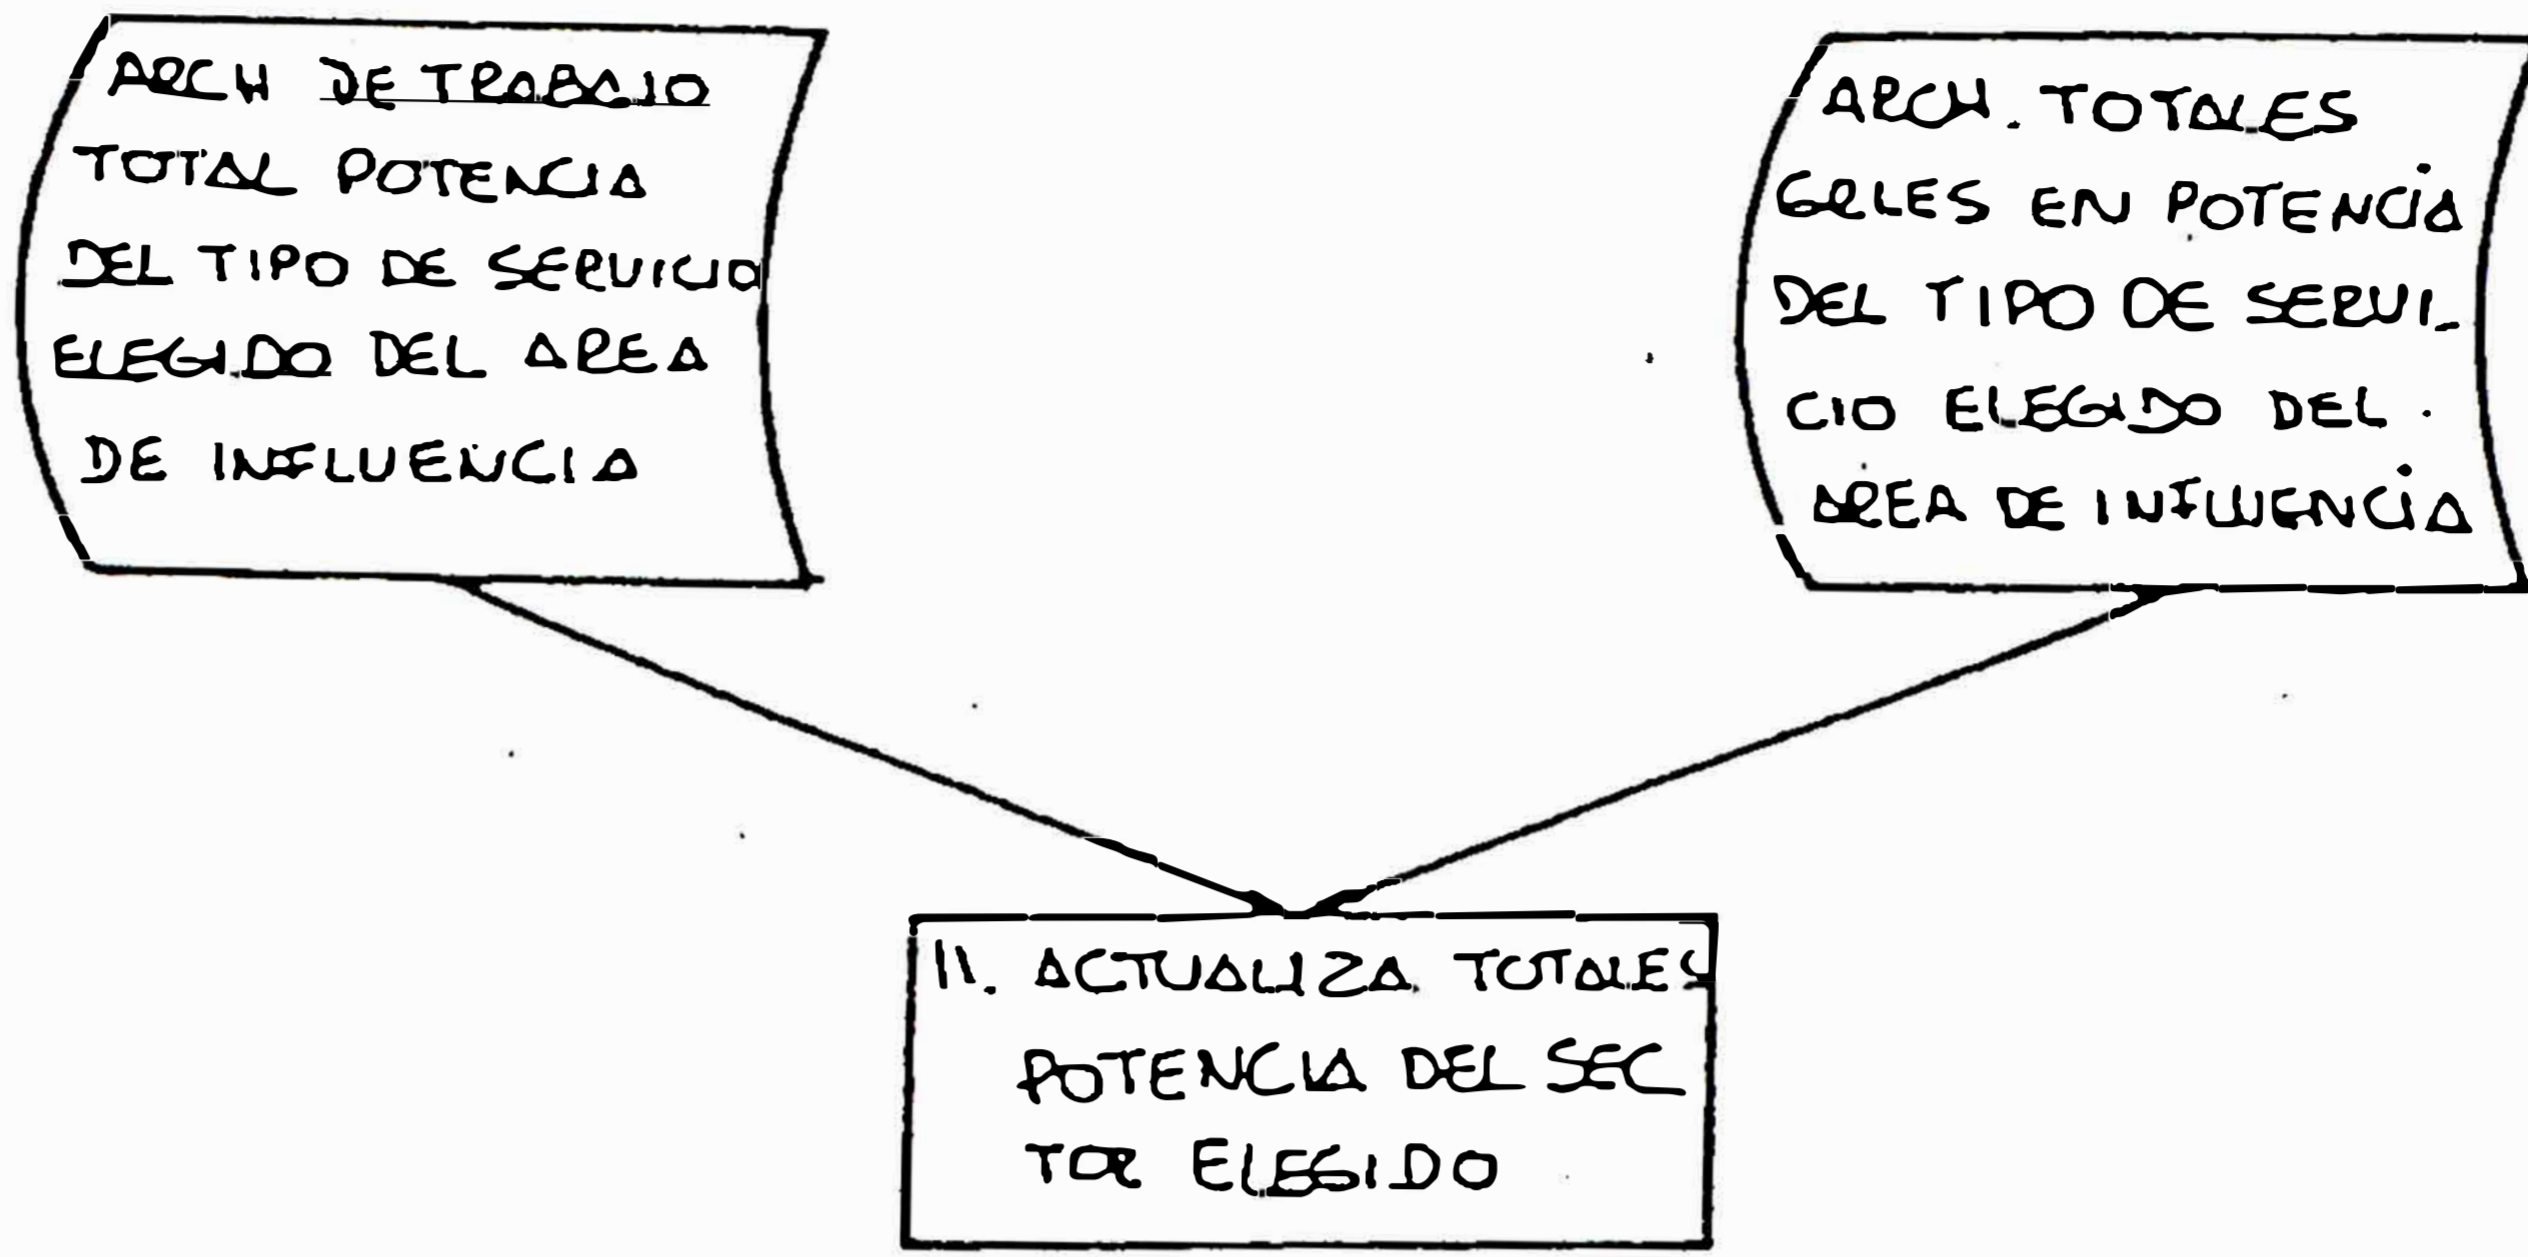 ARCH DE TRABAJO
TOTAL POTENCIA
DEL TIPO DE SERVICIO
ELEGIDO DEL AREA
DE INFLUENCIA
ARCH. TOTALES
GRLES EN POTENCIA
DEL TIPO DE SERVI-
CIO ELEGIDO DEL
AREA DE INFLUENCIA
11. ACTUALIZA TOTALES
POTENCIA DEL SEC
TOR ELEGIDO